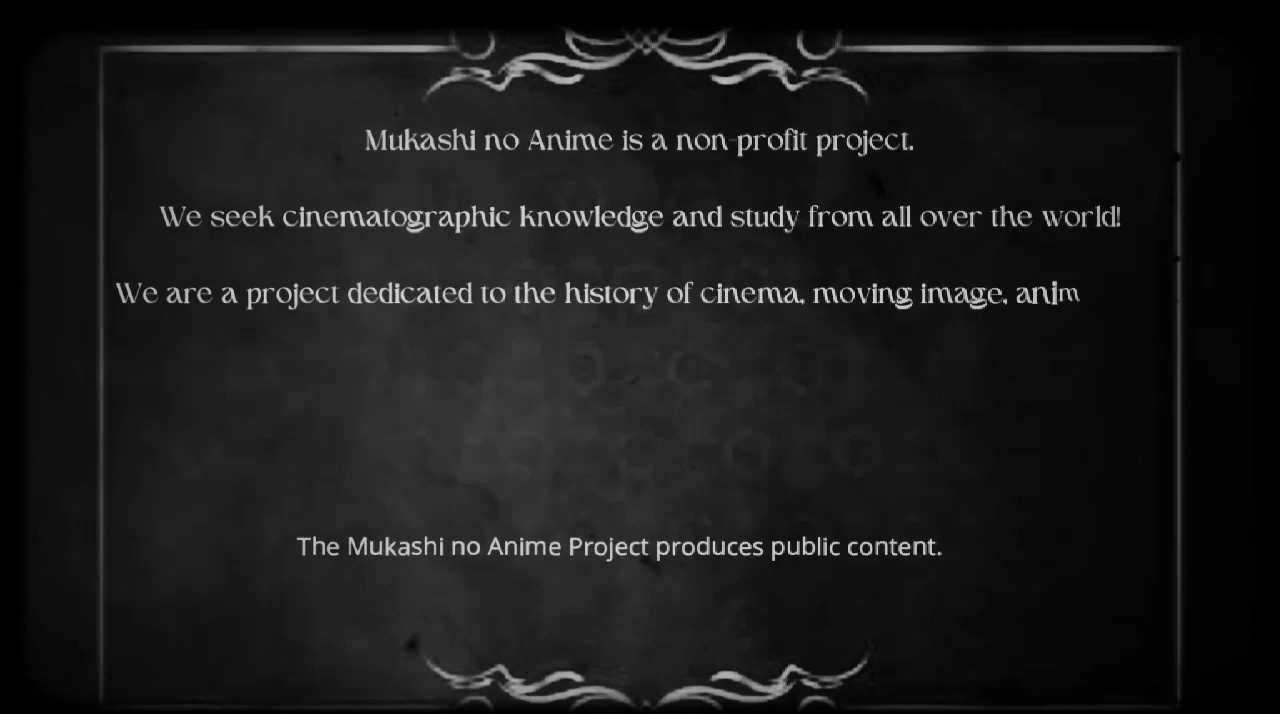 Mukashi no Anime is a non-profit project.
We seek cinematographic knowledge and study from all over the world!
We are a project dedicated to the history of cinema, moving image, anim
The Mukashi no Anime Project produces public content.